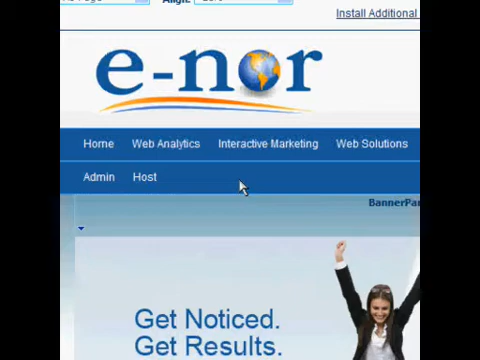 Align:
Install Additional
e-nor
Home Web Analytics Interactive Marketing Web Solutions
Admin Host
BannerPa
Get Noticed.
Get Results.